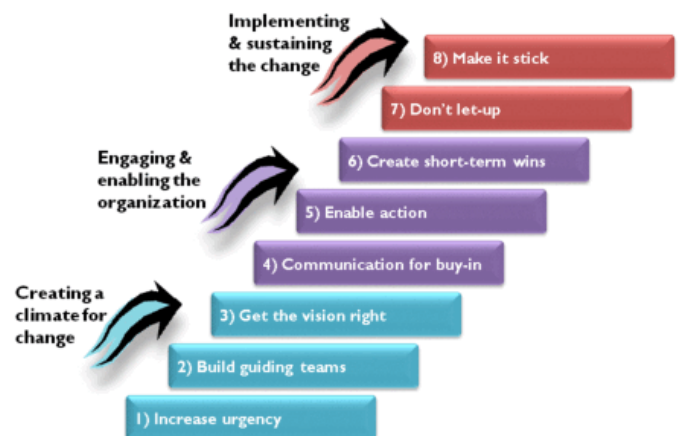 Implementing
& sustaining
the change
8) Make it stick
7) Don't let-up
Engaging &
enabling the
organization
6) Create short-term wins
5) Enable action
4) Communication for buy-in
Creating a
climate for
change
3) Get the vision right
2) Build guiding teams
1) Increase urgency